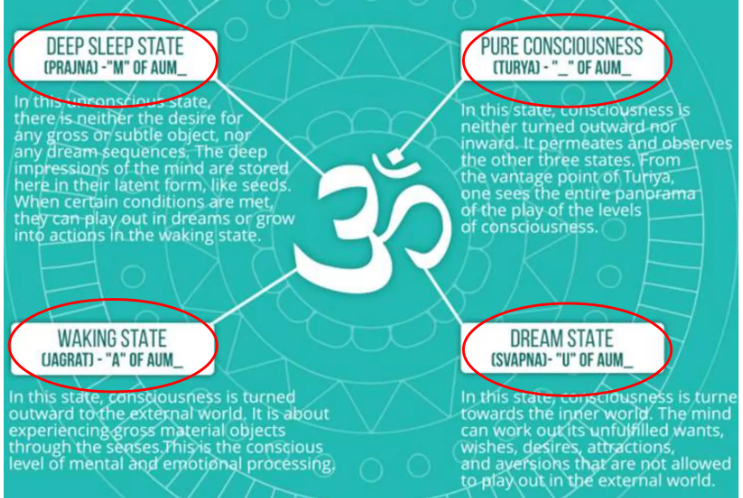 DEEP SLEEP STATE
(PRAJNA) -"M" OF AUM_
In this unconscious state,
there is neither the desire for
any gross or subtle object, nor
any dream sequences. The deep
impressions of the mind are stored
here in their latent form, like seeds.
When certain conditions are met,
they can play out in dreams or grow
into actions in the waking state.
PURE CONSCIOUSNESS
(TURYA) - "_" OF AUM_
In this state, consciousness is
neither turned outward nor
inward. It permeates and observes
the other three states. From
the vantage point of Turiya,
one sees the entire panorama
of the play of the levels
of consciousness.
ॐ
WAKING STATE
(JAGRAT) - "A" OF AUM_
In this state, consciousness is turned
outward to the external world. It is about
experiencing gross material objects
through the senses.This is the conscious
level of mental and emotional processing.
DREAM STATE
(SVAPNA)- "U" OF AUM_
In this state, consciousness is turne
towards the inner world. The mind
can work out its unfulfilled wants,
wishes, desires, attractions,
and aversions that are not allowed
to play out in the external world.